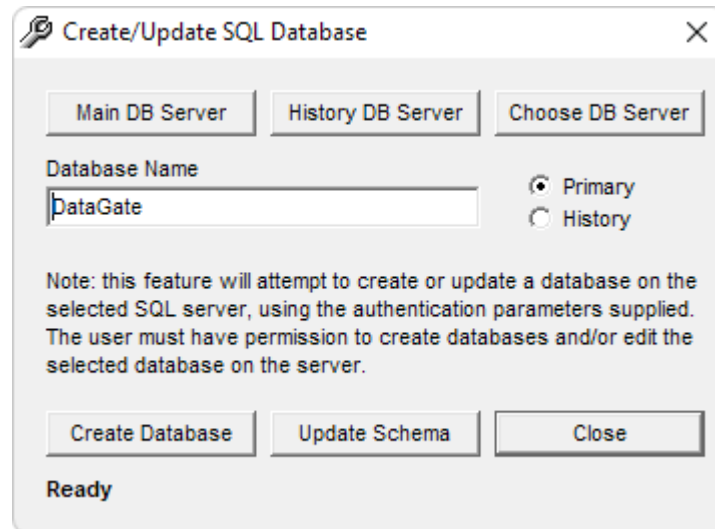 Create/Update SQL Database
Main DB Server
History DB Server
Choose DB Server
Database Name
DataGate
Primary
History
Note: this feature will attempt to create or update a database on the
selected SQL server, using the authentication parameters supplied.
The user must have permission to create databases and/or edit the
selected database on the server.
Create Database
Update Schema
Close
Ready